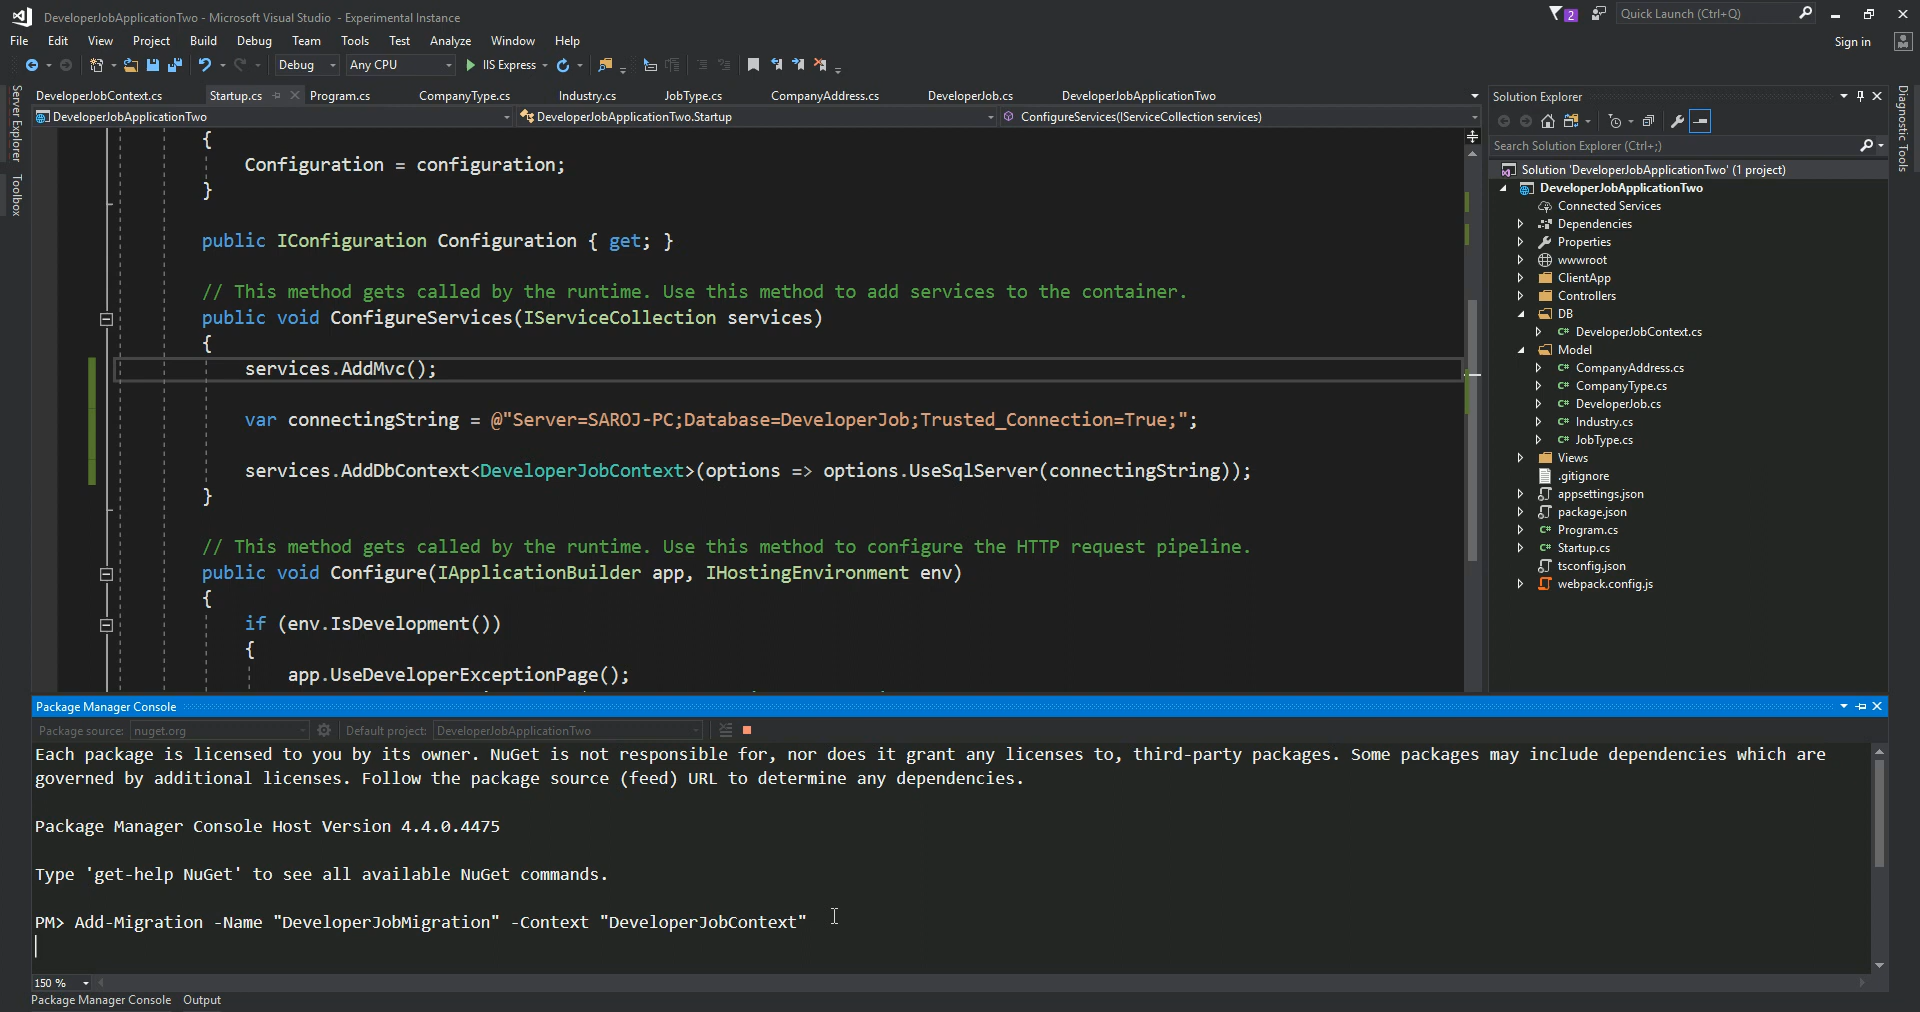 DeveloperJobApplicationTwo - Microsoft Visual Studio - Experimental Instance
2
Quick Launch (Ctrl+Q)
File Edit View Project Build Debug Team Tools Test Analyze Window Help
Sign in
Debug Any CPU IIS Express
Server Explorer
Toolbox
DeveloperJobContext.cs Startup.cs Program.cs CompanyType.cs Industry.cs JobType.cs CompanyAddress.cs DeveloperJob.cs DeveloperJobApplicationTwo
DeveloperJobApplicationTwo DeveloperJobApplicationTwo.Startup ConfigureServices(IServiceCollection services)
{
Configuration = configuration;
}
public IConfiguration Configuration { get; }
// This method gets called by the runtime. Use this method to add services to the container.
public void ConfigureServices(IServiceCollection services)
{
services.AddMvc();
var connectingString = @"Server=SAROJ-PC;Database=DeveloperJob;Trusted_Connection=True;";
services.AddDbContext<DeveloperJobContext>(options => options.UseSqlServer(connectingString));
}
// This method gets called by the runtime. Use this method to configure the HTTP request pipeline.
public void Configure(IApplicationBuilder app, IHostingEnvironment env)
{
if (env.IsDevelopment())
{
app.UseDeveloperExceptionPage();
Solution Explorer
Search Solution Explorer (Ctrl+;)
Solution 'DeveloperJobApplicationTwo' (1 project)
DeveloperJobApplicationTwo
Connected Services
Dependencies
Properties
wwwroot
ClientApp
Controllers
DB
C# DeveloperJobContext.cs
Model
C# CompanyAddress.cs
C# CompanyType.cs
C# DeveloperJob.cs
C# Industry.cs
C# JobType.cs
Views
.gitignore
appsettings.json
package.json
C# Program.cs
C# Startup.cs
tsconfig.json
webpack.config.js
Diagnostic Tools
Package Manager Console
Package source: nuget.org Default project: DeveloperJobApplicationTwo
Each package is licensed to you by its owner. NuGet is not responsible for, nor does it grant any licenses to, third-party packages. Some packages may include dependencies which are
governed by additional licenses. Follow the package source (feed) URL to determine any dependencies.
Package Manager Console Host Version 4.4.0.4475
Type 'get-help NuGet' to see all available NuGet commands.
PM> Add-Migration -Name "DeveloperJobMigration" -Context "DeveloperJobContext"
150 %
Package Manager Console Output